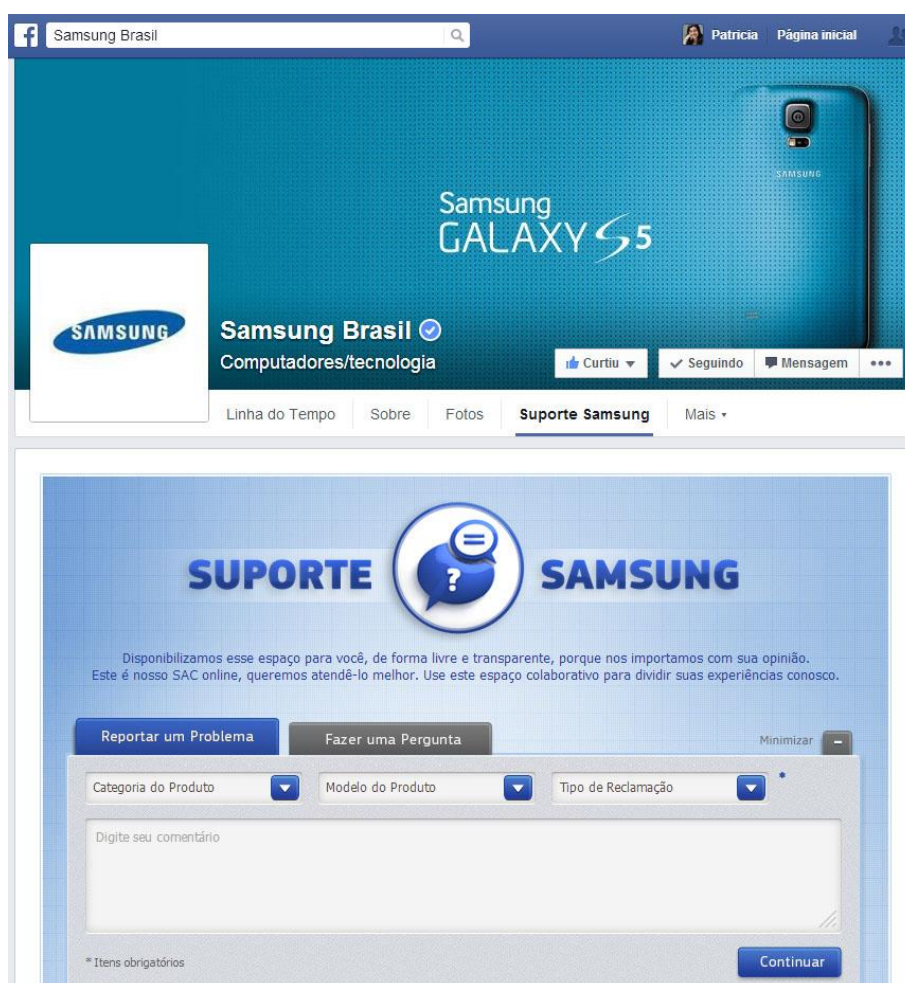 Samsung Brasil
Patricia Página inicial
SAMSUNG
Samsung
GALAXY S5
SAMSUNG
Samsung Brasil
Computadores/tecnologia
Curtiu Seguindo Mensagem
Linha do Tempo Sobre Fotos Suporte Samsung Mais
SUPORTE ? SAMSUNG
Disponibilizamos esse espaço para você, de forma livre e transparente, porque nos importamos com sua opinião.
Este é nosso SAC online, queremos atendê-lo melhor. Use este espaço colaborativo para dividir suas experiências conosco.
Reportar um Problema Fazer uma Pergunta Minimizar
Categoria do Produto Modelo do Produto Tipo de Reclamação *
Digite seu comentário
* Itens obrigatórios Continuar